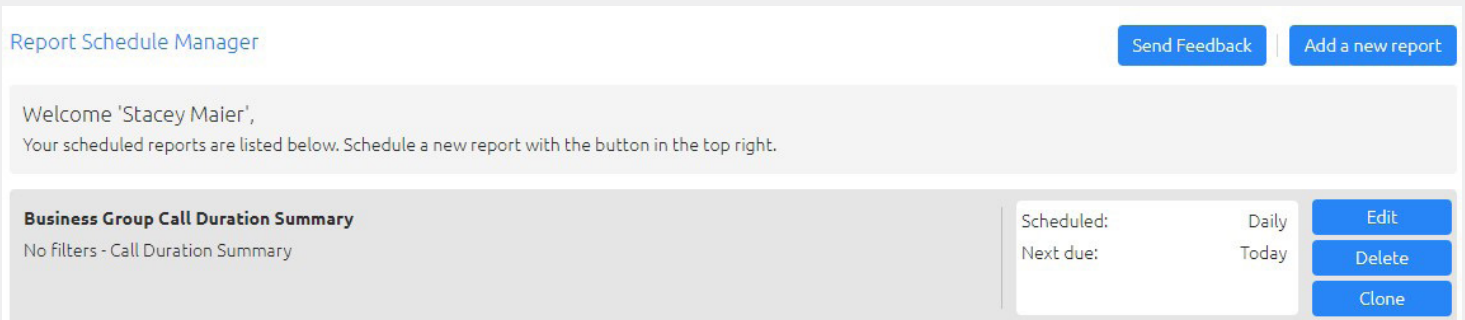 Report Schedule Manager
Send Feedback
Add a new report
Welcome 'Stacey Maier',
Your scheduled reports are listed below. Schedule a new report with the button in the top right.
Business Group Call Duration Summary
No filters - Call Duration Summary
Scheduled: Daily
Next due: Today
Edit
Delete
Clone